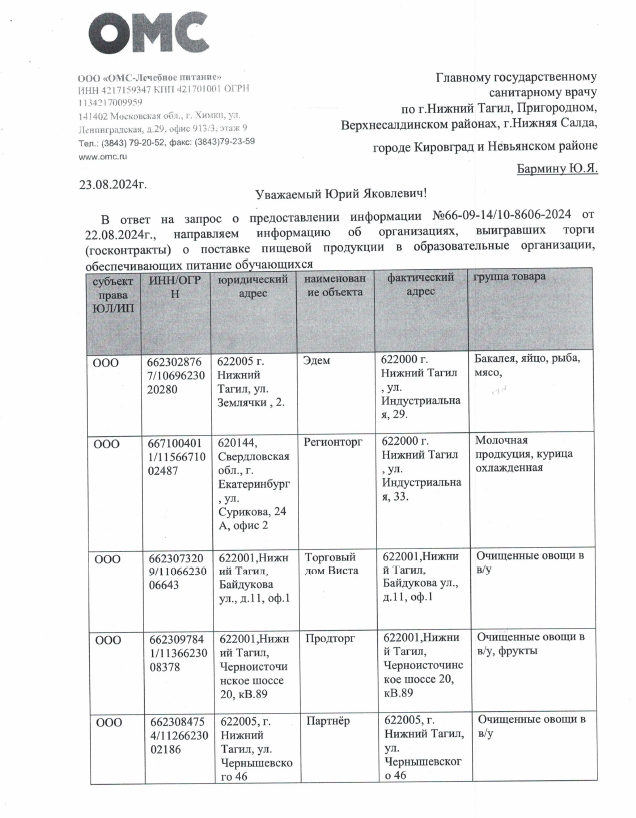 ОМС
ООО «ОМС-Лечебное питание»
ИНН 4217159347 КПП 421701001 ОГРН
1134217009959
141402 Московская обл., г. Химки, ул.
Ленинградская, д.29, офис 913/3, этаж 9
Тел.: (3843) 79-20-52, факс: (3843)79-23-59
www.omc.ru
Главному государственному
санитарному врачу
по г.Нижний Тагил, Пригородном,
Верхнесалдинском районах, г.Нижняя Салда,
городе Кировград и Невьянском районе
Бармину Ю.Я.
23.08.2024г.
Уважаемый Юрий Яковлевич!
В ответ на запрос о предоставлении информации №66-09-14/10-8606-2024 от
22.08.2024г., направляем информацию об организациях, выигравших торги
(госконтракты) о поставке пищевой продукции в образовательные организации,
обеспечивающих питание обучающихся
субъект
права
ЮЛ/ИП
ИНН/ОГР
Н
юридический
адрес
наименован
ие объекта
фактический
адрес
группа товара
ООО
662302876
7/10696230
20280
622005 г.
Нижний
Тагил, ул.
Землячки , 2.
Эдем
622000 г.
Нижний Тагил
, ул.
Индустриальна
я, 29.
Бакалея, яйцо, рыба,
мясо,
ООО
667100401
1/11566710
02487
620144,
Свердловская
обл., г.
Екатеринбург
, ул.
Сурикова, 24
А, офис 2
Регионторг
622000 г.
Нижний Тагил
, ул.
Индустриальна
я, 33.
Молочная
продкуция, курица
охлажденная
ООО
662307320
9/11066230
06643
622001,Нижн
ий Тагил,
Байдукова
ул., д.11, оф.1
Торговый
дом Виста
622001,Нижни
й Тагил,
Байдукова ул.,
д.11, оф.1
Очищенные овощи в
в/у
ООО
662309784
1/11366230
08378
622001,Нижн
ий Тагил,
Черноисточи
нское шоссе
20, кВ.89
Продторг
622001,Нижни
й Тагил,
Черноисточинс
кое шоссе 20,
кВ.89
Очищенные овощи в
в/у, фрукты
ООО
662308475
4/11266230
02186
622005, г.
Нижний
Тагил, ул.
Чернышевско
го 46
Партнёр
622005, г.
Нижний Тагил,
ул.
Чернышевског
о 46
Очищенные овощи в
в/у